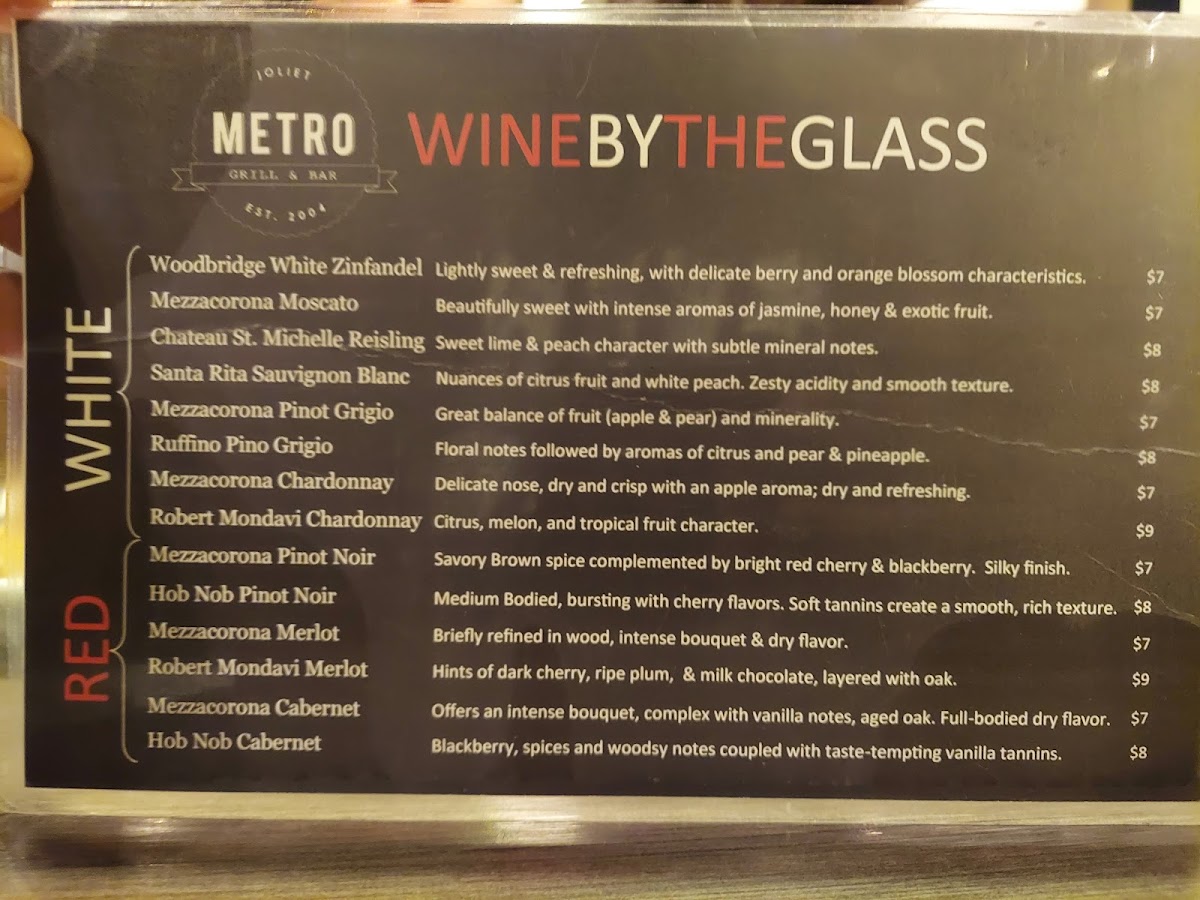 JOLIET
METRO
GRILL & BAR
EST. 2004
WINEBYTHEGLASS
WHITE
Woodbridge White Zinfandel Lightly sweet & refreshing, with delicate berry and orange blossom characteristics. $7
Mezzacorona Moscato Beautifully sweet with intense aromas of jasmine, honey & exotic fruit. $7
Chateau St. Michelle Reisling Sweet lime & peach character with subtle mineral notes. $8
Santa Rita Sauvignon Blanc Nuances of citrus fruit and white peach. Zesty acidity and smooth texture. $8
Mezzacorona Pinot Grigio Great balance of fruit (apple & pear) and minerality. $7
Ruffino Pino Grigio Floral notes followed by aromas of citrus and pear & pineapple. $8
Mezzacorona Chardonnay Delicate nose, dry and crisp with an apple aroma; dry and refreshing. $7
Robert Mondavi Chardonnay Citrus, melon, and tropical fruit character. $9
RED
Mezzacorona Pinot Noir Savory Brown spice complemented by bright red cherry & blackberry. Silky finish. $7
Hob Nob Pinot Noir Medium Bodied, bursting with cherry flavors. Soft tannins create a smooth, rich texture. $8
Mezzacorona Merlot Briefly refined in wood, intense bouquet & dry flavor. $7
Robert Mondavi Merlot Hints of dark cherry, ripe plum, & milk chocolate, layered with oak. $9
Mezzacorona Cabernet Offers an intense bouquet, complex with vanilla notes, aged oak. Full-bodied dry flavor. $7
Hob Nob Cabernet Blackberry, spices and woodsy notes coupled with taste-tempting vanilla tannins. $8